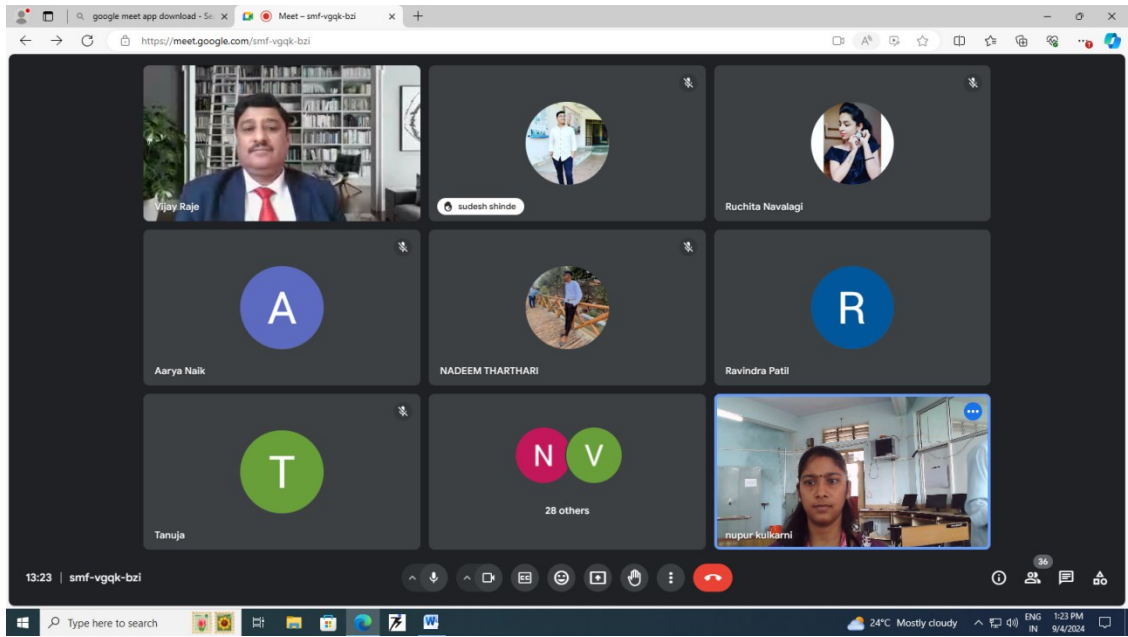 google meet app download - Se
Meet – smf-vgqk-bzi
https://meet.google.com/smf-vgqk-bzi
Vijay Raje
sudesh shinde
Ruchita Navalagi
A
Aarya Naik
NADEEM THARTHARI
R
Ravindra Patil
T
Tanuja
N V
28 others
nupur kulkarni
13:23 | smf-vgqk-bzi
CC
36
Type here to search
W
24°C Mostly cloudy
ENG
IN
1:23 PM
9/4/2024